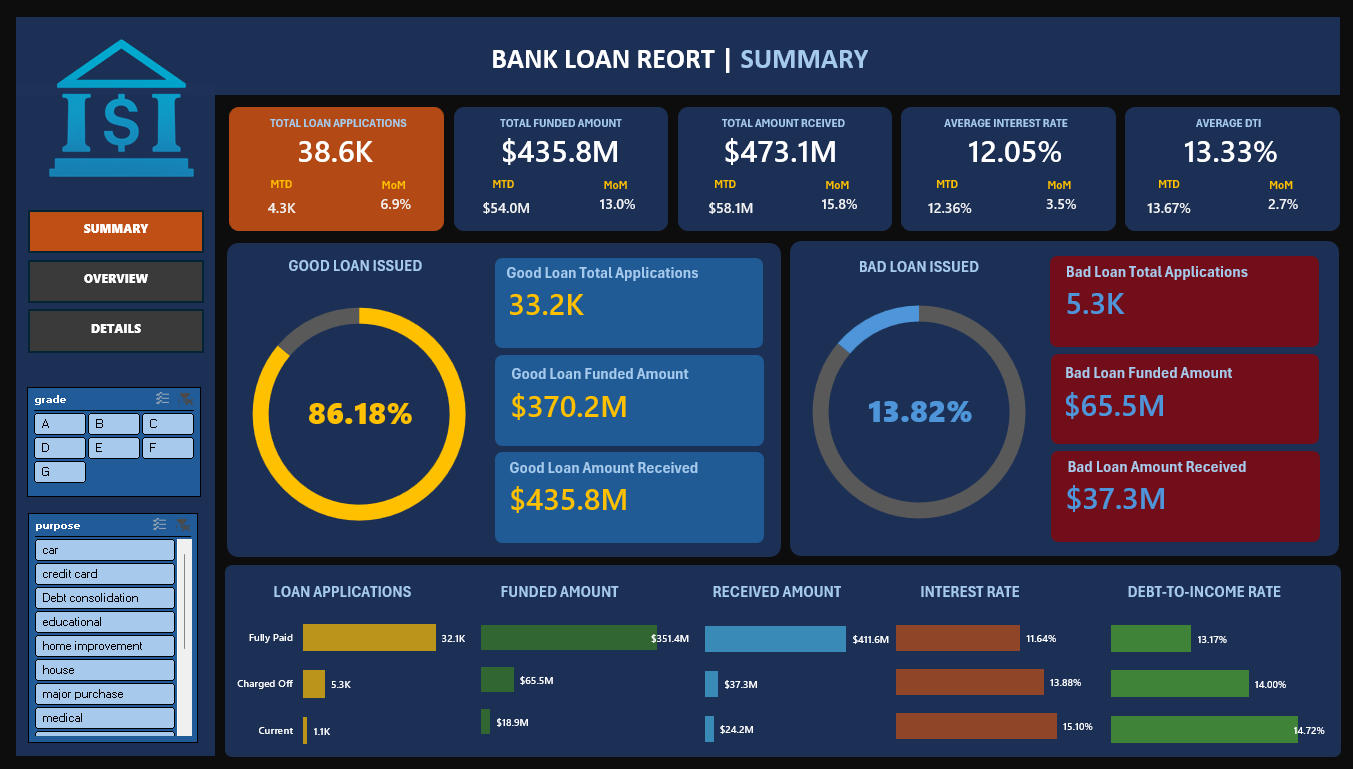 BANK LOAN REORT | SUMMARY
$
TOTAL LOAN APPLICATIONS
38.6K
MTD MoM
4.3K 6.9%
TOTAL FUNDED AMOUNT
$435.8M
MTD MoM
$54.0M 13.0%
TOTAL AMOUNT RCEIVED
$473.1M
MTD MoM
$58.1M 15.8%
AVERAGE INTEREST RATE
12.05%
MTD MoM
12.36% 3.5%
AVERAGE DTI
13.33%
MTD MoM
13.67% 2.7%
SUMMARY
OVERVIEW
DETAILS
grade
A B C
D E F
G
purpose
car
credit card
Debt consolidation
educational
home improvement
house
major purchase
medical
GOOD LOAN ISSUED
86.18%
Good Loan Total Applications
33.2K
Good Loan Funded Amount
$370.2M
Good Loan Amount Received
$435.8M
BAD LOAN ISSUED
13.82%
Bad Loan Total Applications
5.3K
Bad Loan Funded Amount
$65.5M
Bad Loan Amount Received
$37.3M
LOAN APPLICATIONS FUNDED AMOUNT RECEIVED AMOUNT INTEREST RATE DEBT-TO-INCOME RATE
Fully Paid 32.1K $351.4M $411.6M 11.64% 13.17%
Charged Off 5.3K $65.5M $37.3M 13.88% 14.00%
Current 1.1K $18.9M $24.2M 15.10% 14.72%